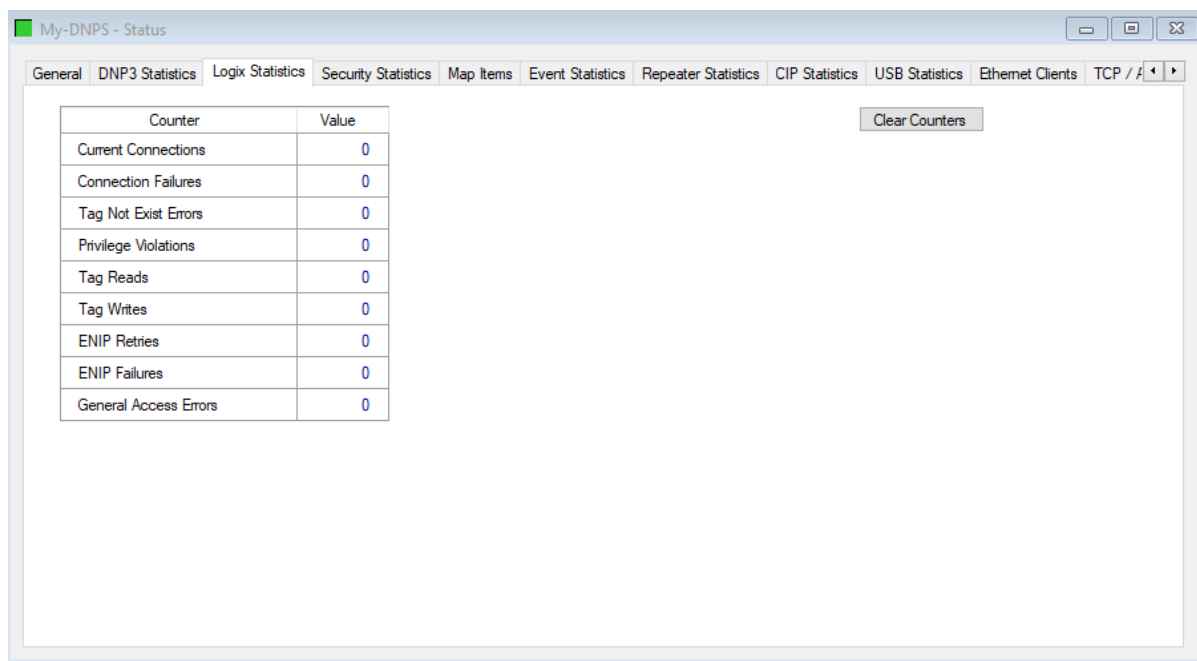 My-DNPS - Status
General DNP3 Statistics Logix Statistics Security Statistics Map Items Event Statistics Repeater Statistics CIP Statistics USB Statistics Ethernet Clients TCP /
Counter Value
Clear Counters
Current Connections 0
Connection Failures 0
Tag Not Exist Errors 0
Privilege Violations 0
Tag Reads 0
Tag Writes 0
ENIP Retries 0
ENIP Failures 0
General Access Errors 0